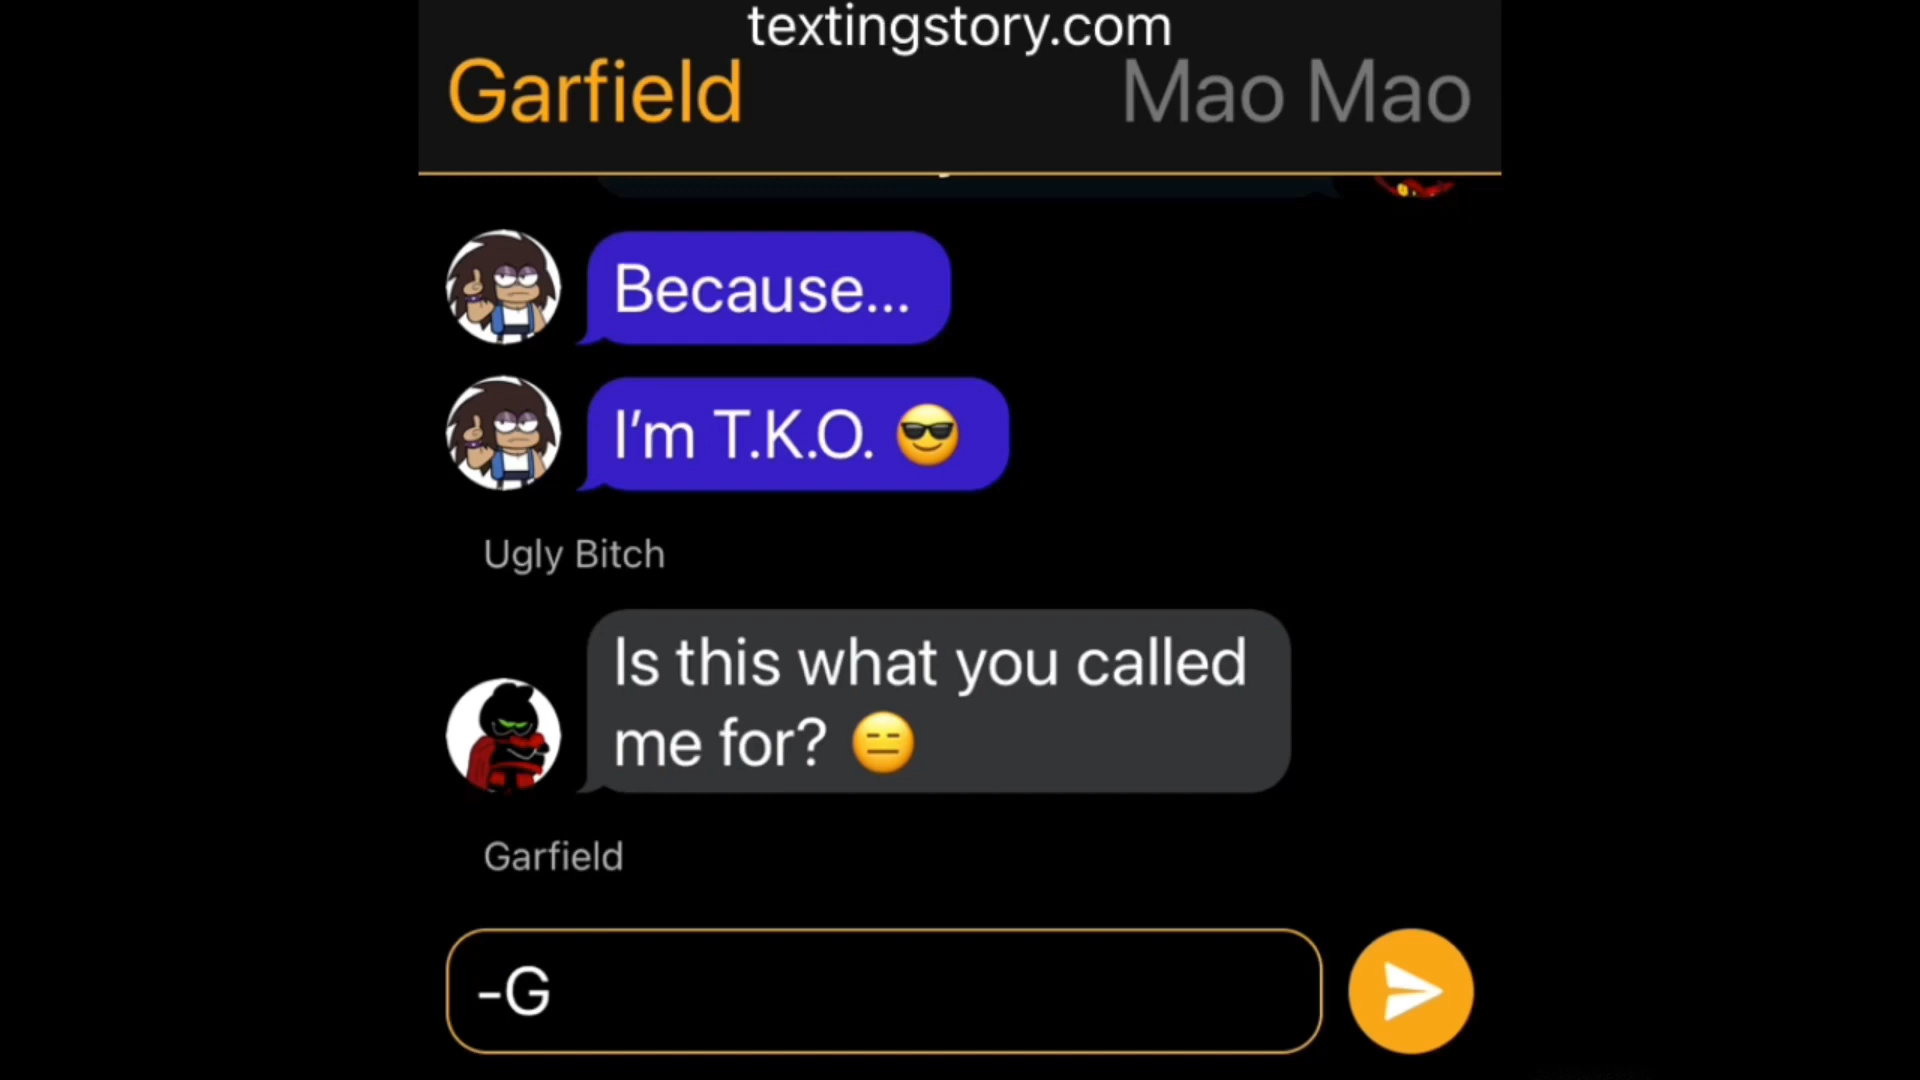 textingstory.com
Garfield
Mao Mao
Because...
I'm T.K.O. 😎
Ugly Bitch
Is this what you called
me for? 😑
Garfield
-G